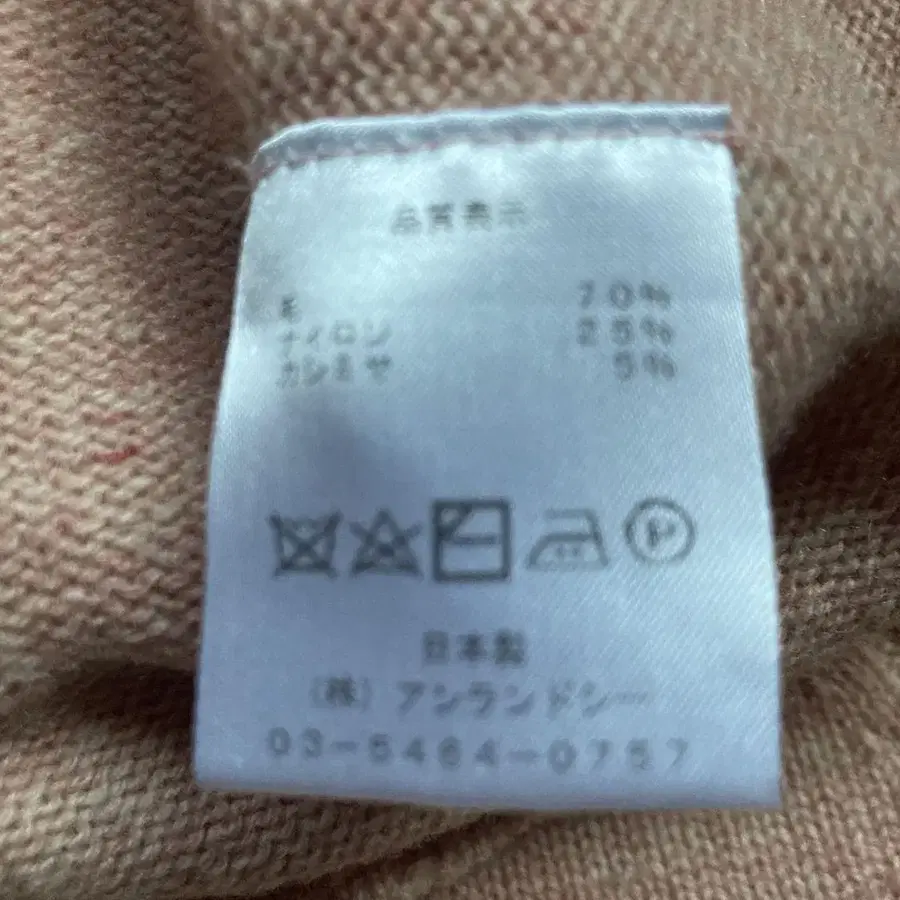 品質表示
毛 70%
ナイロン 25%
カシミヤ 5%
P
日本製
(株) アンランドシー
03-5464-0757